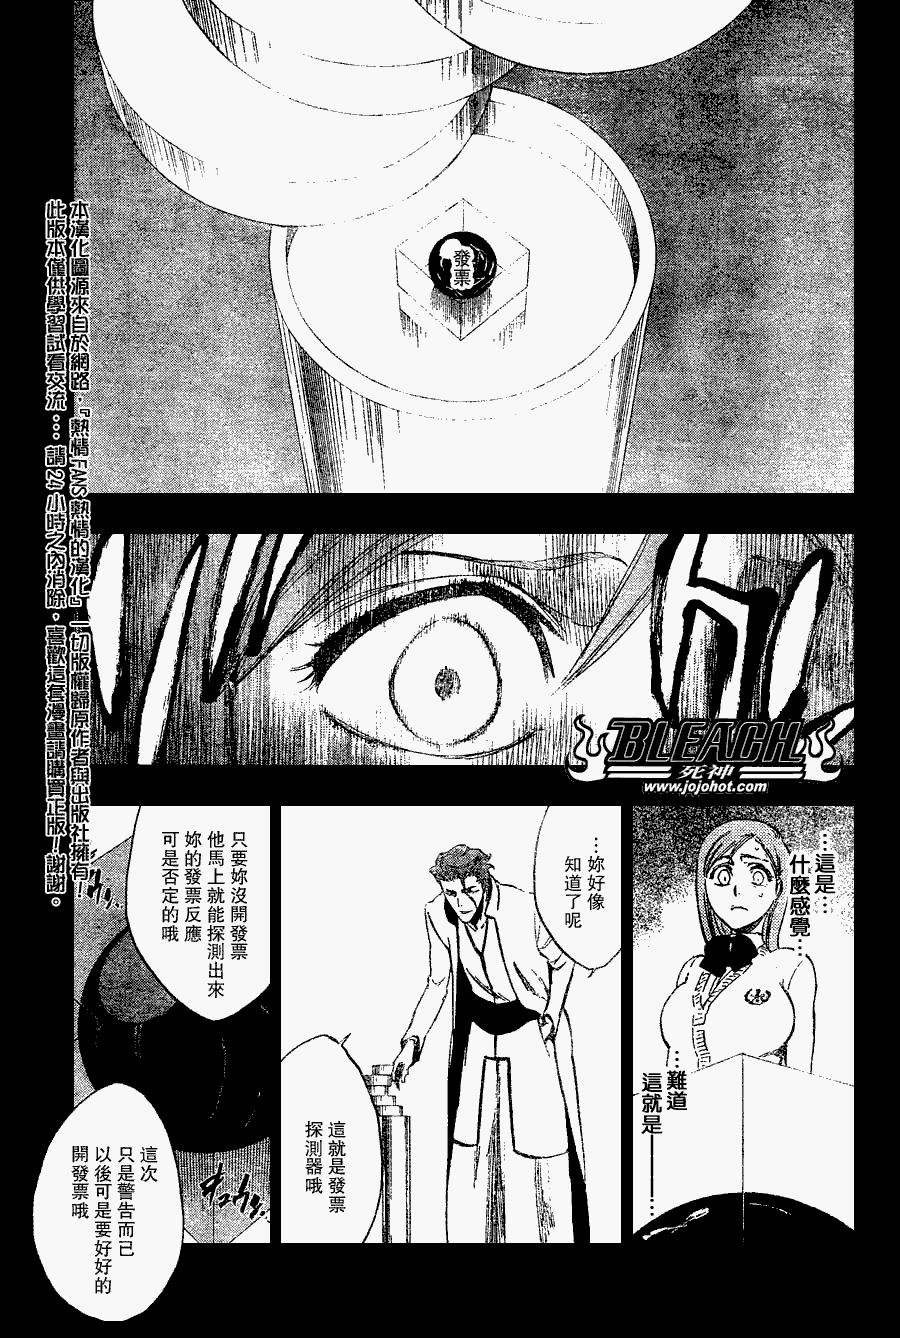 發票
BLEACH
死神
www.jojohot.com
…這是…
什麼感覺…
…難道
這就是———
…妳好像
知道了呢
這就是發票
探測器哦
只要妳沒開發票
他馬上就能探測出來
妳的發票反應
可是否定的哦
這次
只是警告而已
以後可是要好好的
開發票哦
本漢化圖源來自於網路．『熱情FANS熱情的漢化』一切版權歸原作者與出版社擁有！
此版本僅供學習試看交流…請24小時之內消除，喜歡這套漫畫請購買正版！謝謝。